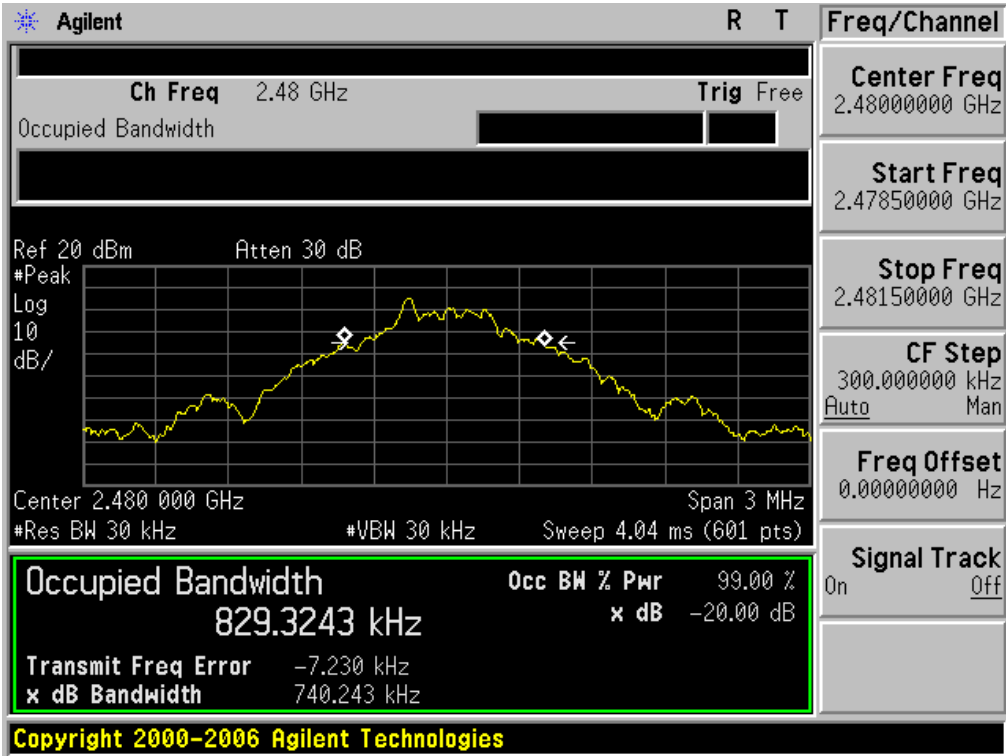 Agilent
R T
Freq/Channel
Ch Freq 2.48 GHz
Trig Free
Occupied Bandwidth
Center Freq
2.48000000 GHz
Start Freq
2.47850000 GHz
Stop Freq
2.48150000 GHz
CF Step
300.000000 kHz
Auto Man
Freq Offset
0.00000000 Hz
Signal Track
On Off
Ref 20 dBm
Atten 30 dB
#Peak
Log
10
dB/
Center 2.480 000 GHz
Span 3 MHz
#Res BW 30 kHz
#VBW 30 kHz
Sweep 4.04 ms (601 pts)
Occupied Bandwidth
829.3243 kHz
Occ BW % Pwr 99.00 %
x dB -20.00 dB
Transmit Freq Error -7.230 kHz
x dB Bandwidth 740.243 kHz
Copyright 2000-2006 Agilent Technologies